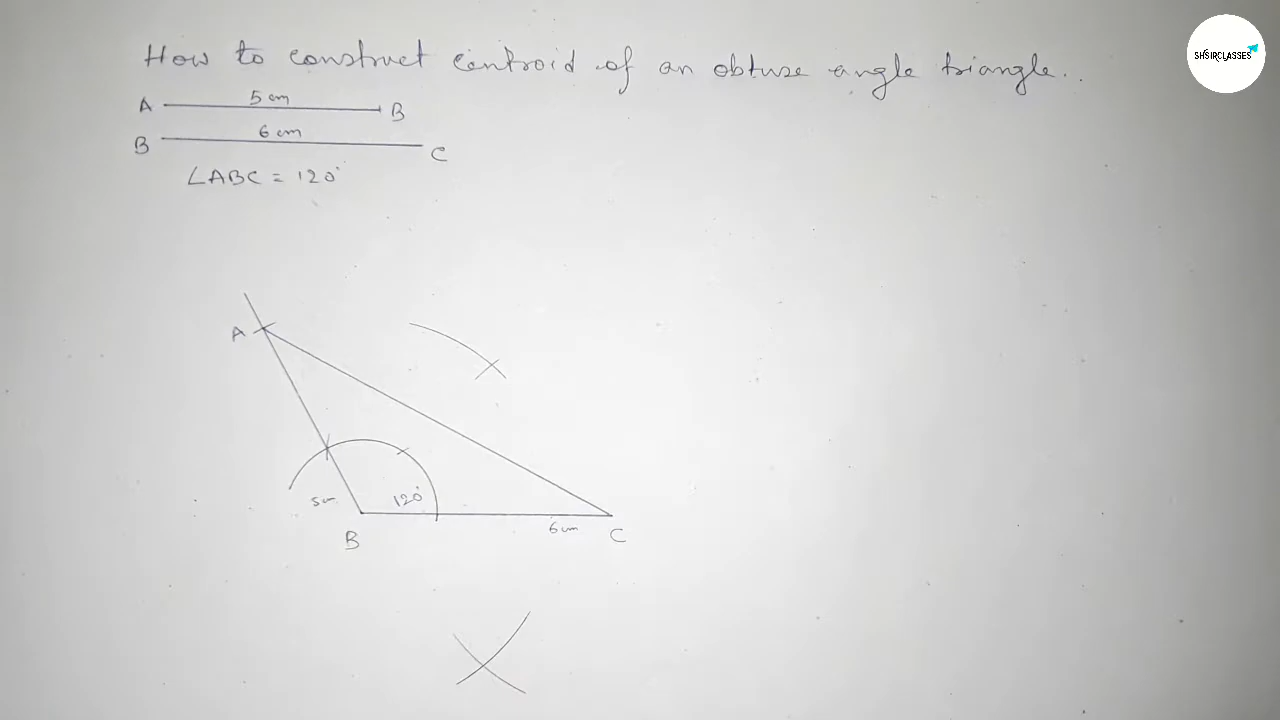 How to construct centroid of an obtuse angle triangle..
SHSIRCLASSES
A 5 cm B
B 6 cm C
∠ABC = 120°
A
5cm 120°
6cm
B C